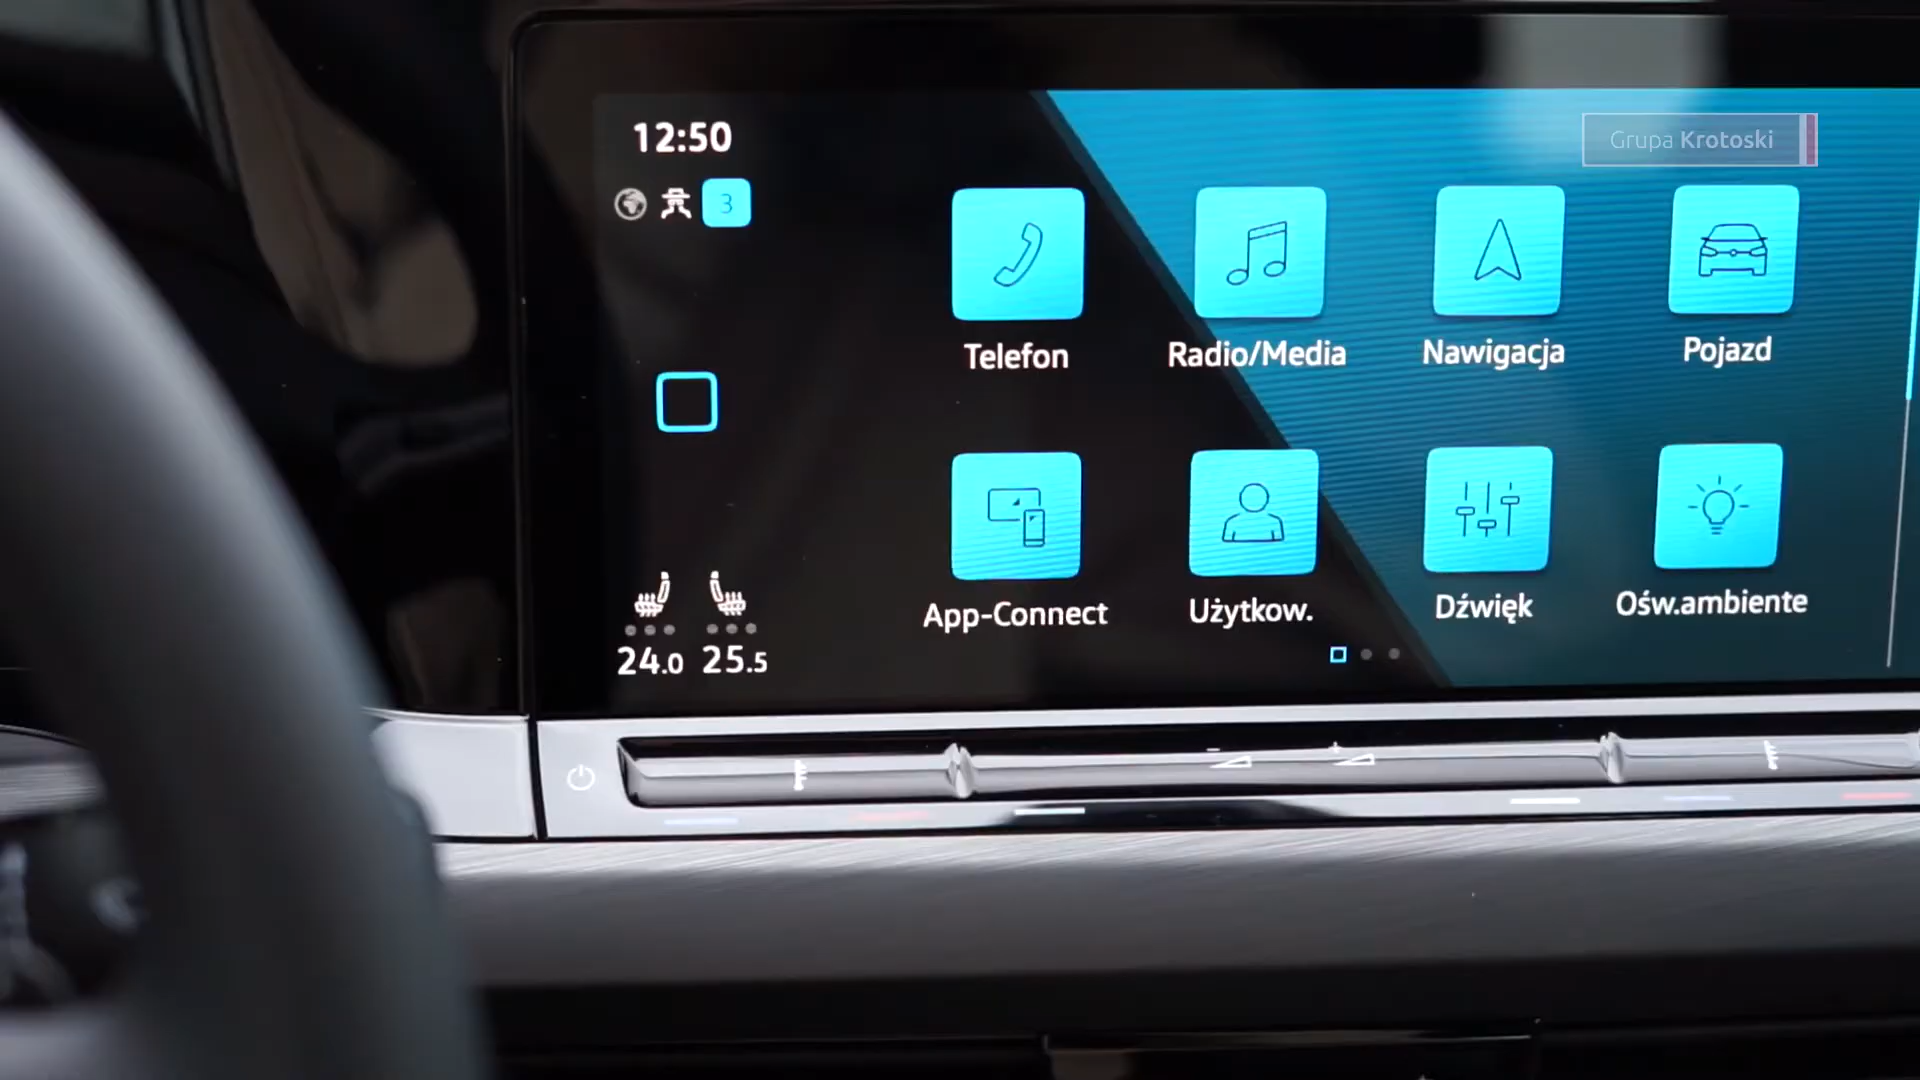 12:50
Grupa Krotoski
3
Telefon
Radio/Media
Nawigacja
Pojazd
App-Connect
Użytkow.
Dźwięk
Ośw.ambiente
24.0 25.5